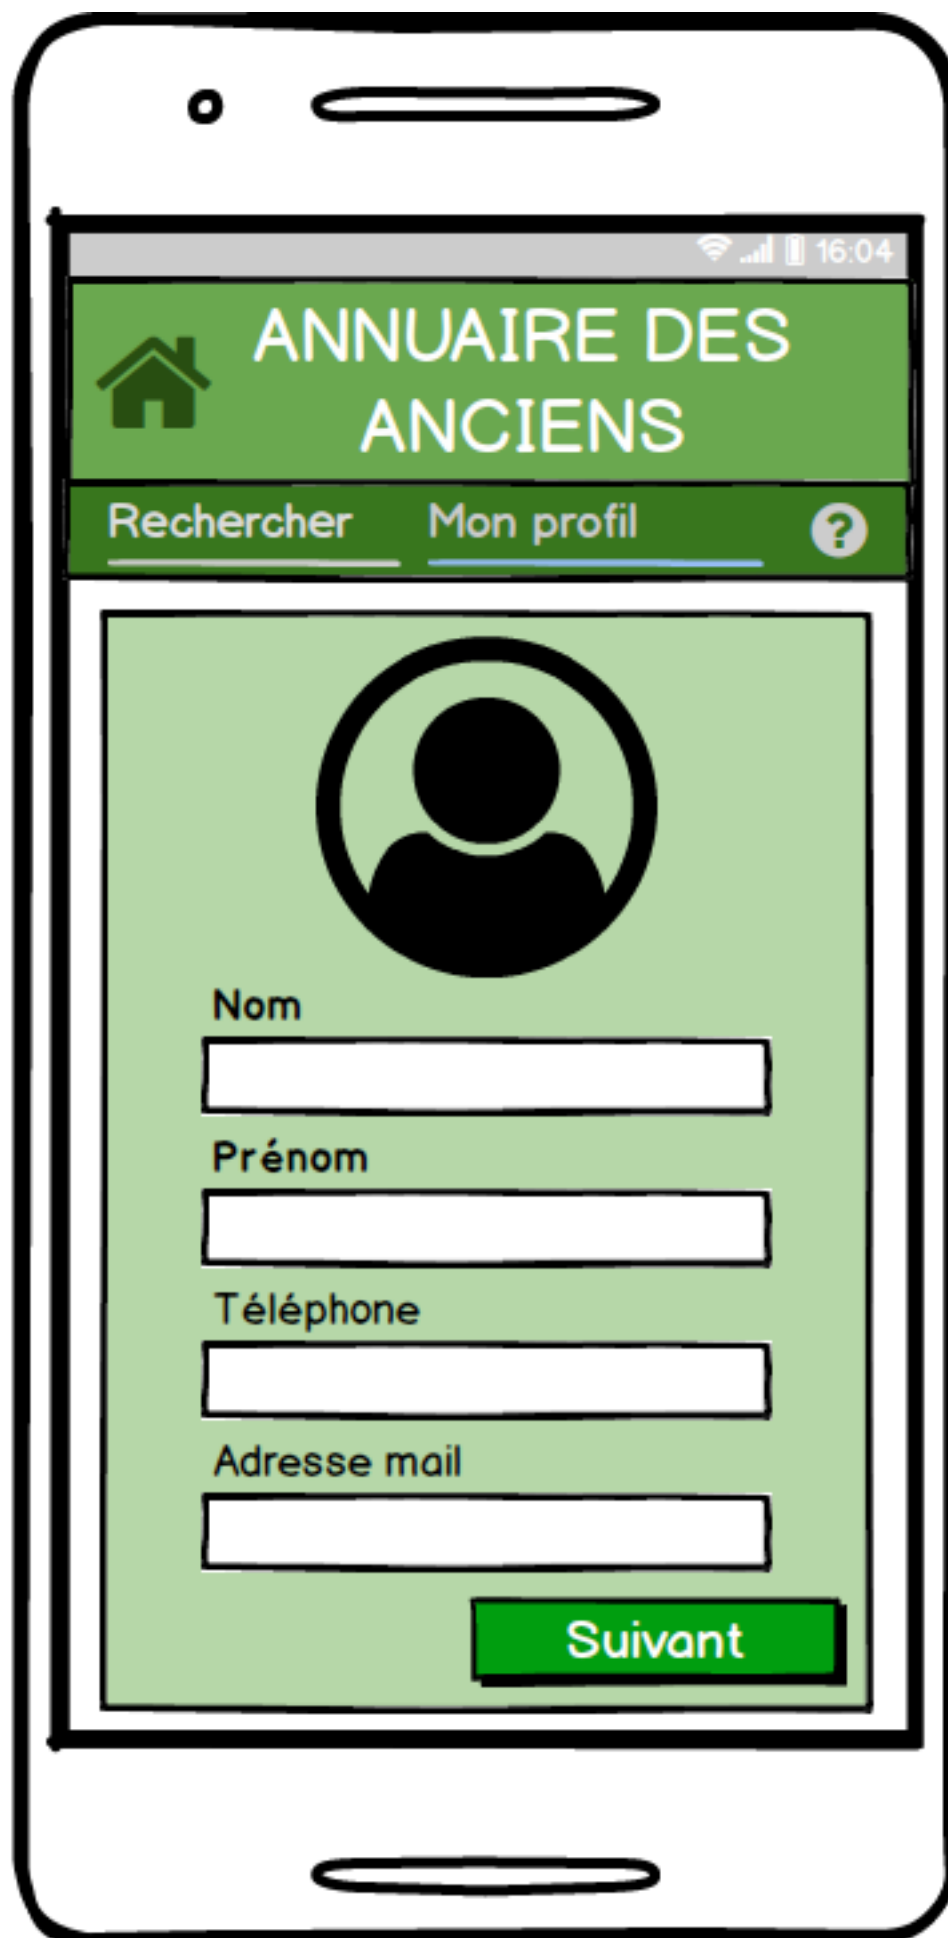 16:04
ANNUAIRE DES
ANCIENS
Rechercher Mon profil ?
Nom
Prénom
Téléphone
Adresse mail
Suivant